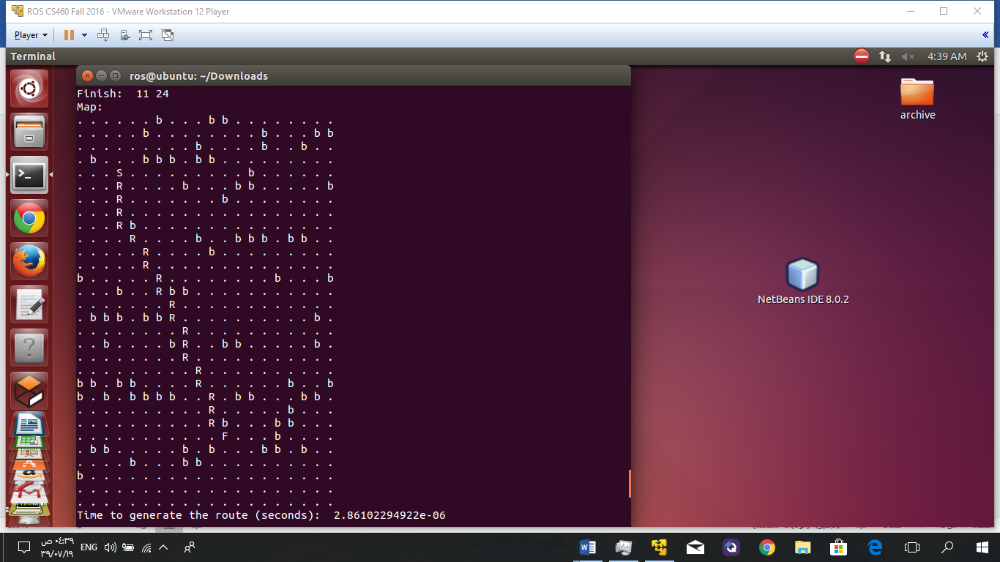 ROS CS460 Fall 2016 - VMware Workstation 12 Player
Player
Terminal
4:39 AM
ros@ubuntu: ~/Downloads
Finish:  11 24
Map:
. . . . . . b . . . b b . . . . . . . .
. . . . . b . . . . . . . . b . . . b b
. . . . . . . . . b . . . . b . . b . .
. b . . . b b b . b b . . . . . . . . .
. . . S . . . . . . . . . b . . . . . .
. . . R . . . . b . . . b b . . . . . b
. . . R . . . . . . . b . . . . . . . .
. . . R . . . . . . . . . . . . . . . .
. . . R b . . . . . . . . . . . . . . .
. . . . R . . . . b . . b b b . b b . .
. . . . . R . . . . b . . . . . . . . .
. . . . . R . . . . . . . . . . . . . .
b . . . . . R . . . . . . . . b . . . b
. . . b . . R b b . . . . . . . . . . .
. . . . . . . R . . . . . . . . . . . .
. b b b . b b R . . . . . . . . . . b .
. . . . . . . . R . . . . . . . . . . .
. . b . . . . b R . . b b . . . . . b .
. . . . . . . . R . . . . . . . . . . .
. . . . . . . . . R . . . . . . . . . .
b b . b b . . . . R . . . . . . b . . b
b . b . b b b b . . R . b b . . . b b .
. . . . . . . . . . R . . . . . b . . .
. . . . . . . . . . R b . . . b b . . .
. . . . . . . . . . . F . . . b . . . .
. b b . . . . . b . b . . . b b . b . .
. . . . b . . . b b . . . . . . . . . .
b . . . . . . . . . . . . . . . . . . .
. . . . . . . . . . . . . . . . . . . .
. . . . . . . . . . . . . . . . . . . .
Time to generate the route (seconds):  2.86102294922e-06
archive
NetBeans IDE 8.0.2
٠٤:٣٩ ص
ENG
٣٩/٠٧/١٩